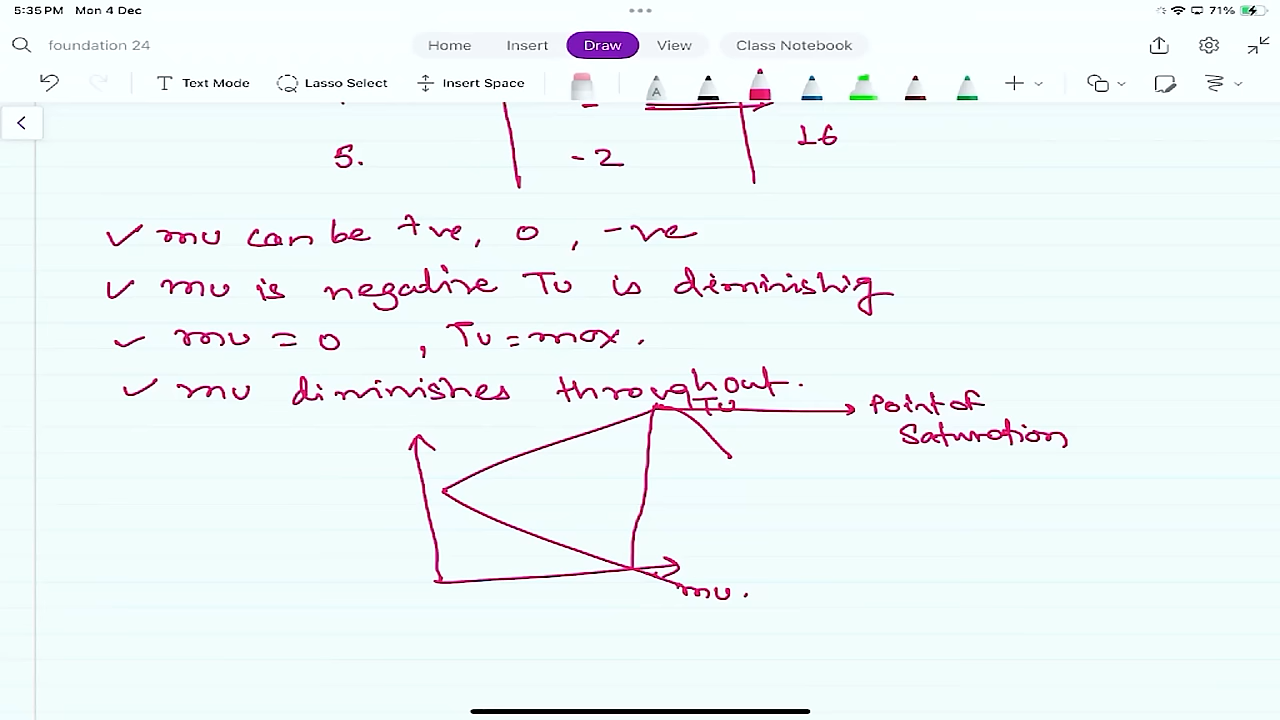 5:35 PM Mon 4 Dec
71%
foundation 24
Home Insert Draw View Class Notebook
Text Mode Lasso Select Insert Space
A
16
5. -2
✓ mu can be +ve, 0, -ve
✓ mu is negative Tu is diminishig
✓ mu = 0 , Tu = max.
✓ mu diminishes throughout.
Tu
Point of
Saturation
mu.